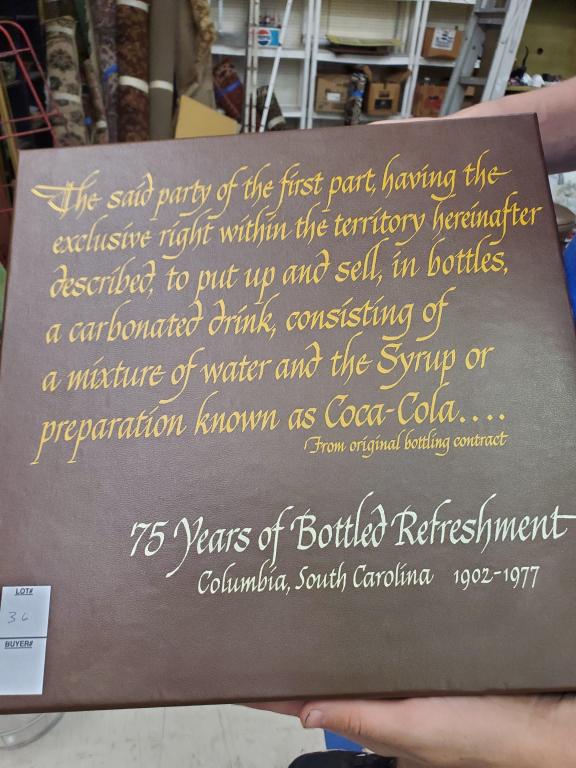 The said party of the first part, having the
exclusive right within the territory hereinafter
described, to put up and sell, in bottles,
a carbonated drink, consisting of
a mixture of water and the Syrup or
preparation known as Coca-Cola....
From original bottling contract
75 Years of Bottled Refreshment
Columbia, South Carolina 1902-1977
LOT#
36
BUYER#
PEPSI